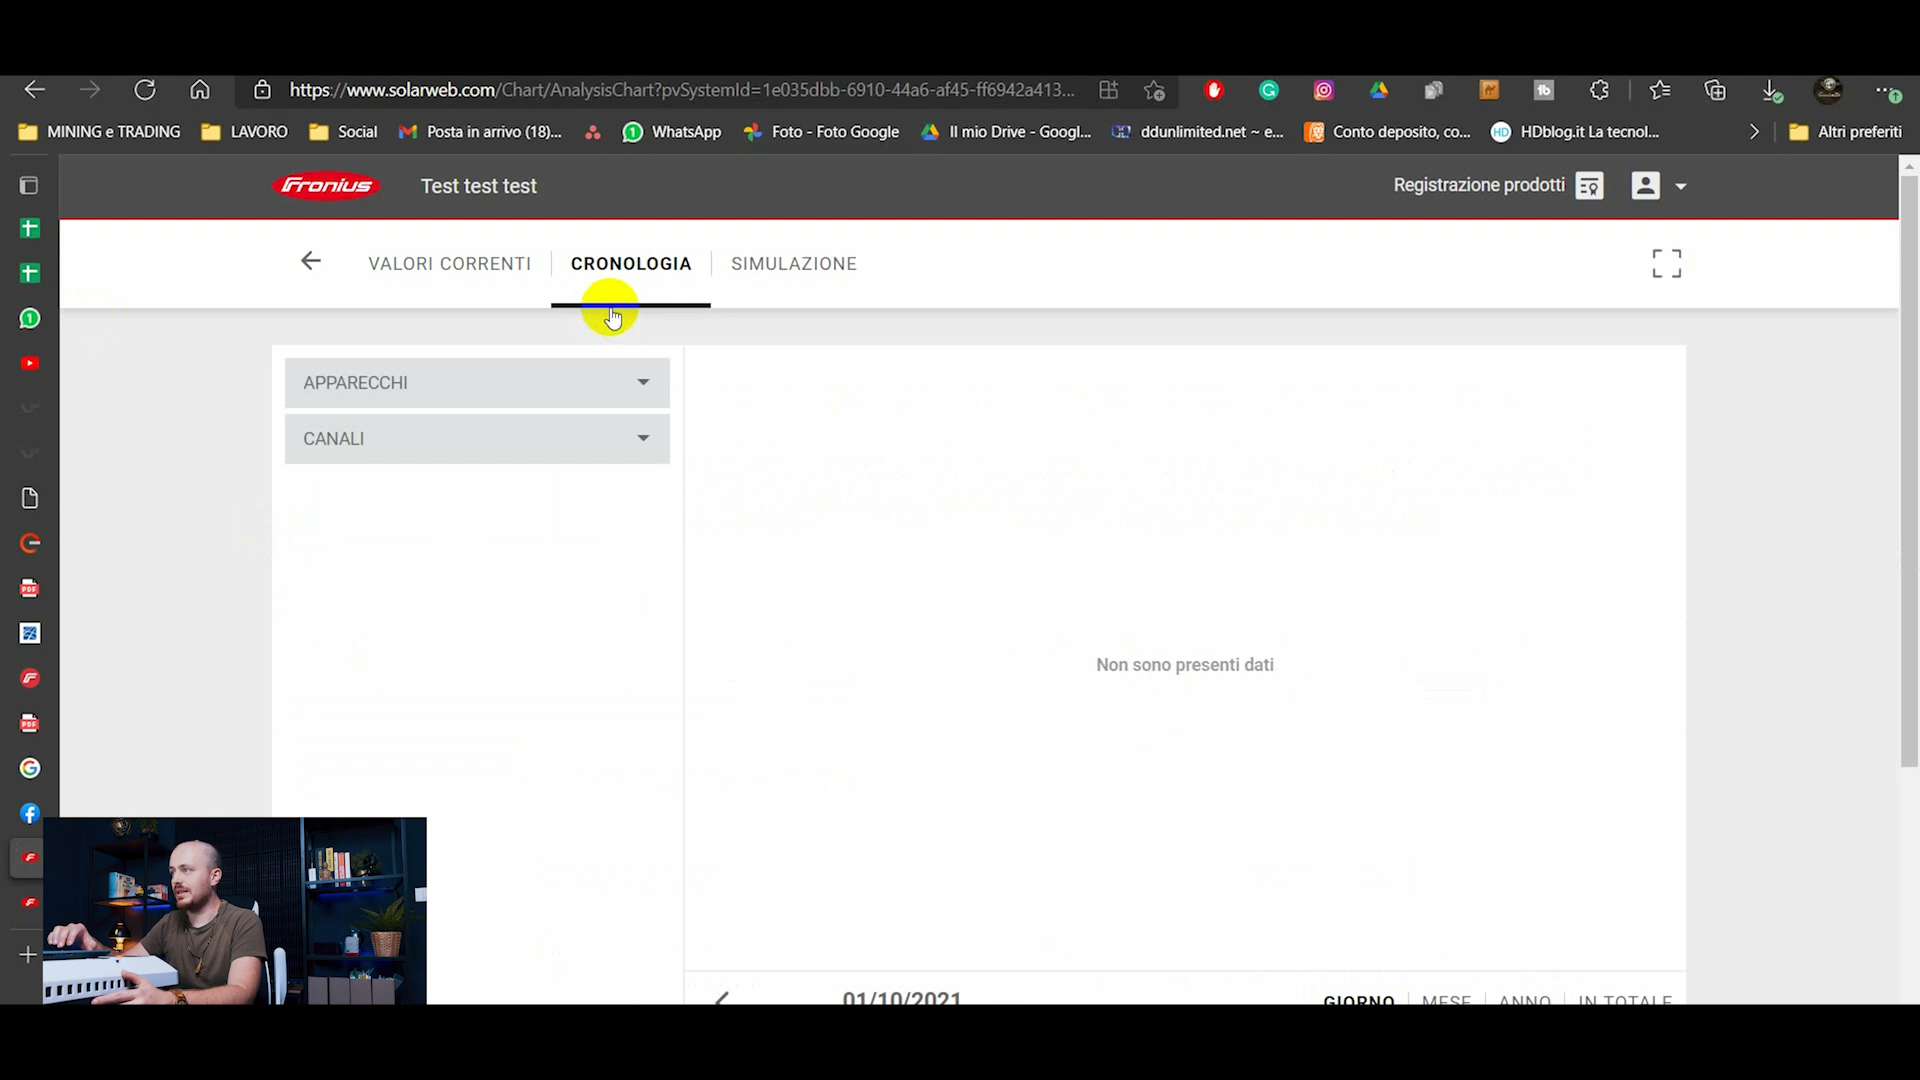 https://www.solarweb.com/Chart/AnalysisChart?pvSystemId=1e035dbb-6910-44a6-af45-ff6942a413...
MINING e TRADING
LAVORO
Social
Posta in arrivo (18)...
WhatsApp
Foto - Foto Google
Il mio Drive - Googl...
ddunlimited.net ~ e...
Conto deposito, co...
HD
HDblog.it La tecnol...
Altri preferiti
Fronius
Test test test
Registrazione prodotti
VALORI CORRENTI
CRONOLOGIA
SIMULAZIONE
APPARECCHI
CANALI
Non sono presenti dati
01/10/2021
GIORNO
MESE
ANNO
IN TOTALE